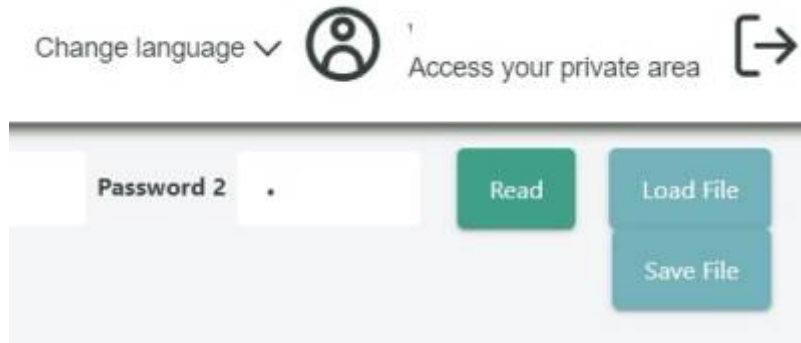 Change language
Access your private area
Password 2
Read
Load File
Save File